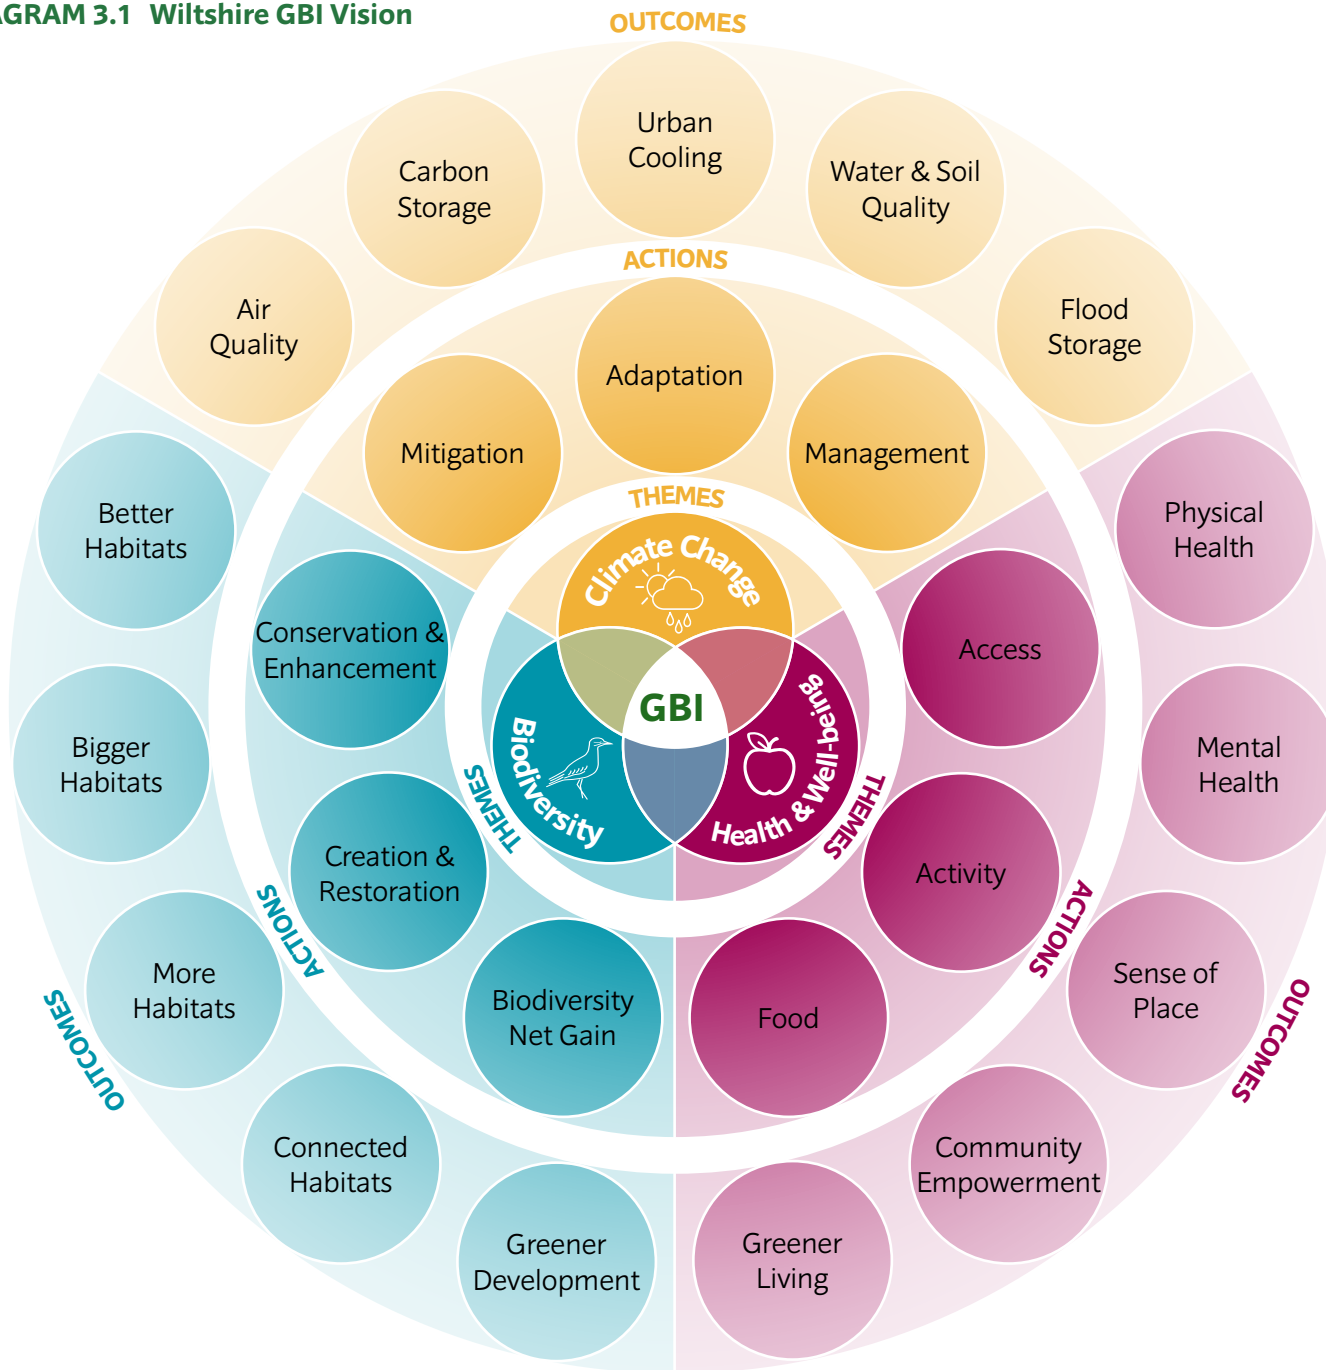 AGRAM 3.1 Wiltshire GBI Vision
OUTCOMES
Urban
Cooling
Carbon
Storage
Water & Soil
Quality
Air
Quality
Flood
Storage
ACTIONS
Adaptation
Mitigation
Management
THEMES
Climate Change
GBI
Biodiversity
Health & Well-being
THEMES
THEMES
Better
Habitats
Bigger
Habitats
More
Habitats
Connected
Habitats
Greener
Development
OUTCOMES
Conservation &
Enhancement
Creation &
Restoration
Biodiversity
Net Gain
ACTIONS
Access
Activity
Food
ACTIONS
Physical
Health
Mental
Health
Sense of
Place
Community
Empowerment
Greener
Living
OUTCOMES